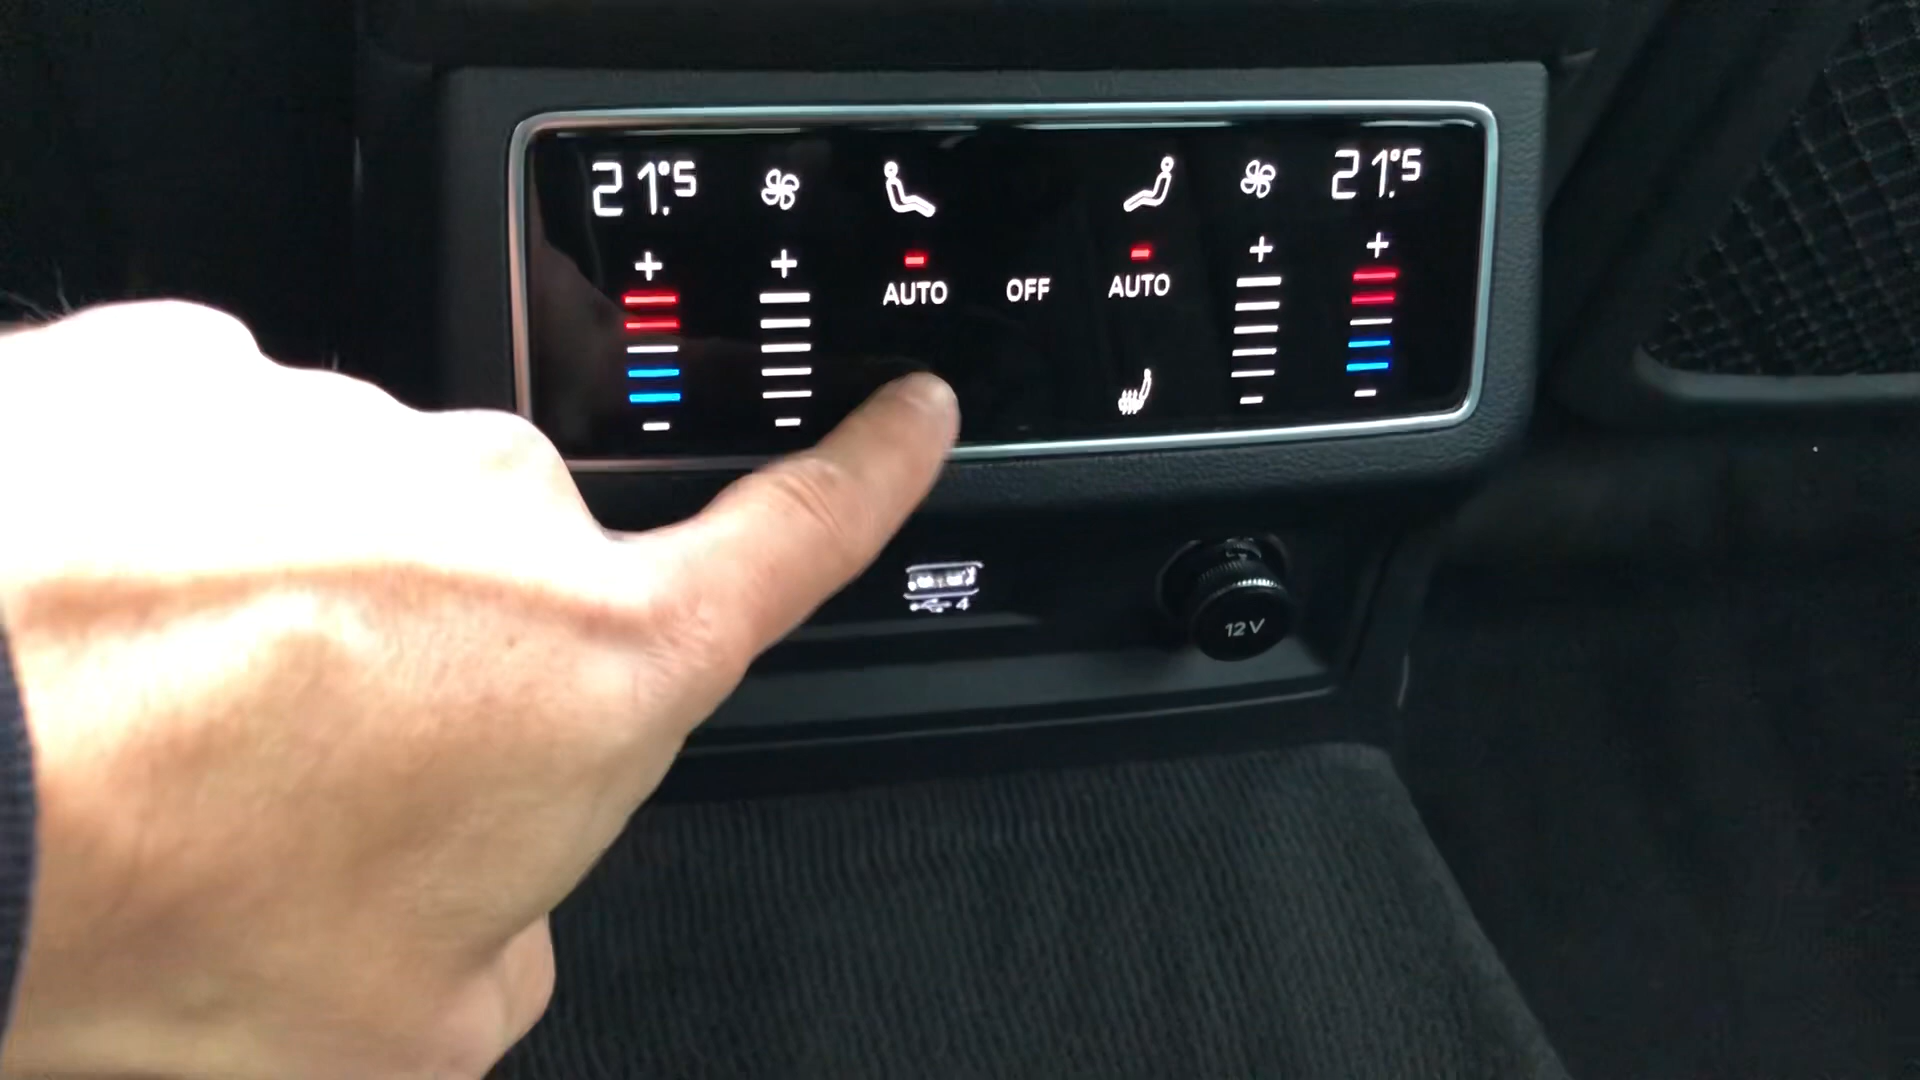 21.°5 21.°5
+ + + +
AUTO OFF AUTO
- - - -
4
12V